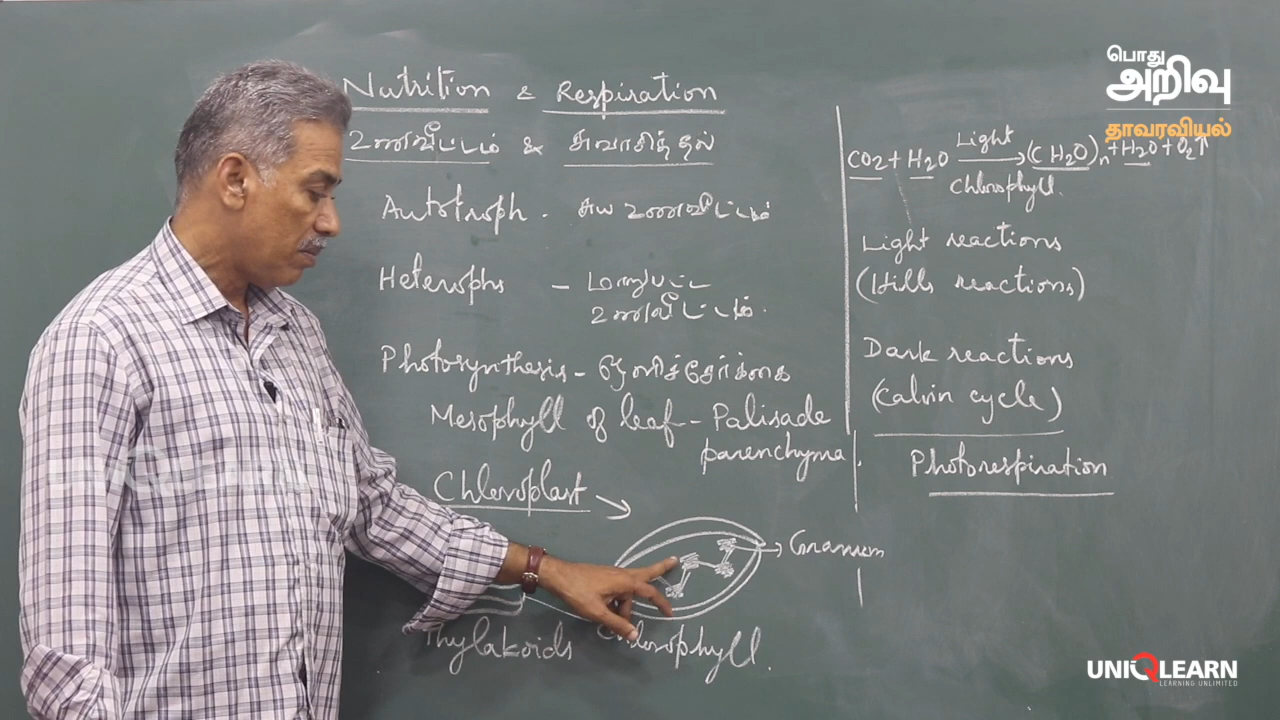 Nutrition & Respiration
உணவூட்டம் & சுவாசித்தல்
Autotroph - சுய உணவூட்டம்
Heterophs - மாறுபட்ட
உணவூட்டம்.
Photosynthesis - ஒளிச்சேர்க்கை
Mesophyll of leaf - Palisade
parenchyma
Chloroplast
Granum
Thylakoids
Chlorophyll.
CO2 + H2O Light (CH2O)n + H2O + O2↑
Chlorophyll.
Light reactions
(Hills reactions)
Dark reactions
(Calvin cycle)
Photorespiration
பொது
அறிவு
தாவரவியல்
UNIQLEARN
LEARNING UNLIMITED